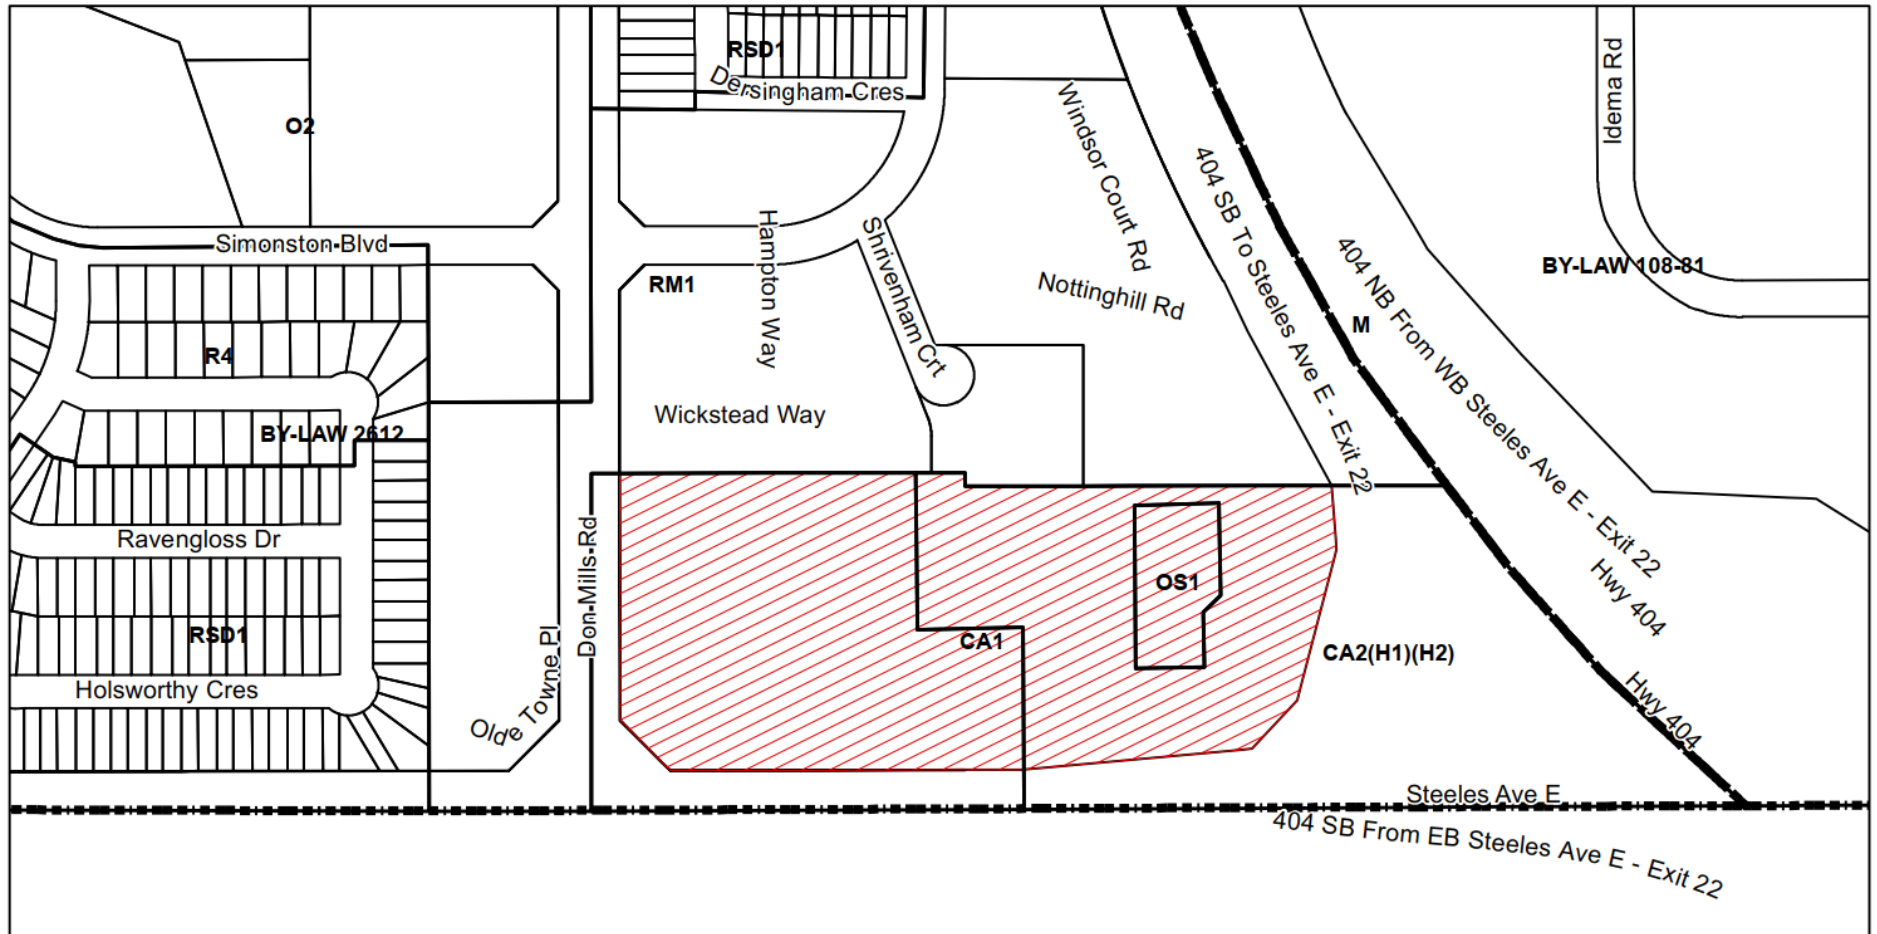 RSD1
Dersingham Cres
Idema Rd
O2
Windsor Court Rd
404 SB To Steeles Ave E - Exit 22
404 NB From WB Steeles Ave E - Exit 22
Simonston Blvd
Hampton Way
Shrivenham Crt
BY-LAW 108-81
RM1
Nottinghill Rd
M
R4
Wickstead Way
BY-LAW 2612
Ravengloss Dr
Don Mills Rd
OS1
Hwy 404
RSD1
CA1
CA2(H1)(H2)
Holsworthy Cres
Olde Towne Pl
Hwy 404
Steeles Ave E
404 SB From EB Steeles Ave E - Exit 22